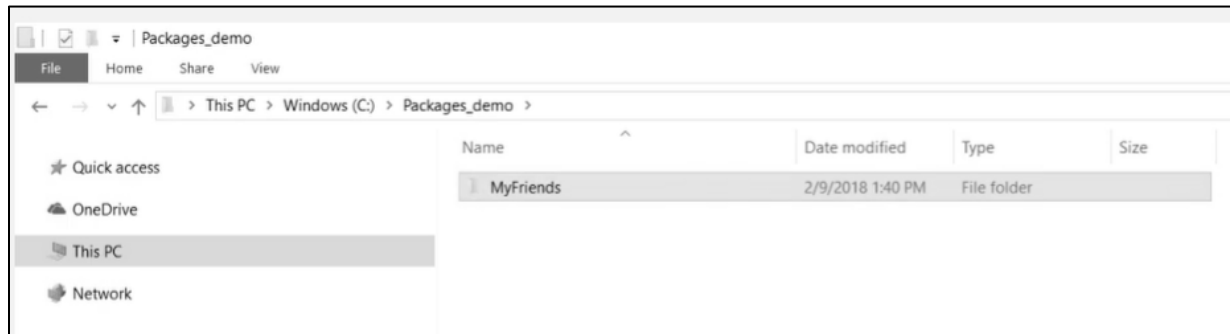 Packages_demo
File Home Share View
This PC > Windows (C:) > Packages_demo >
Name Date modified Type Size
Quick access
MyFriends 2/9/2018 1:40 PM File folder
OneDrive
This PC
Network